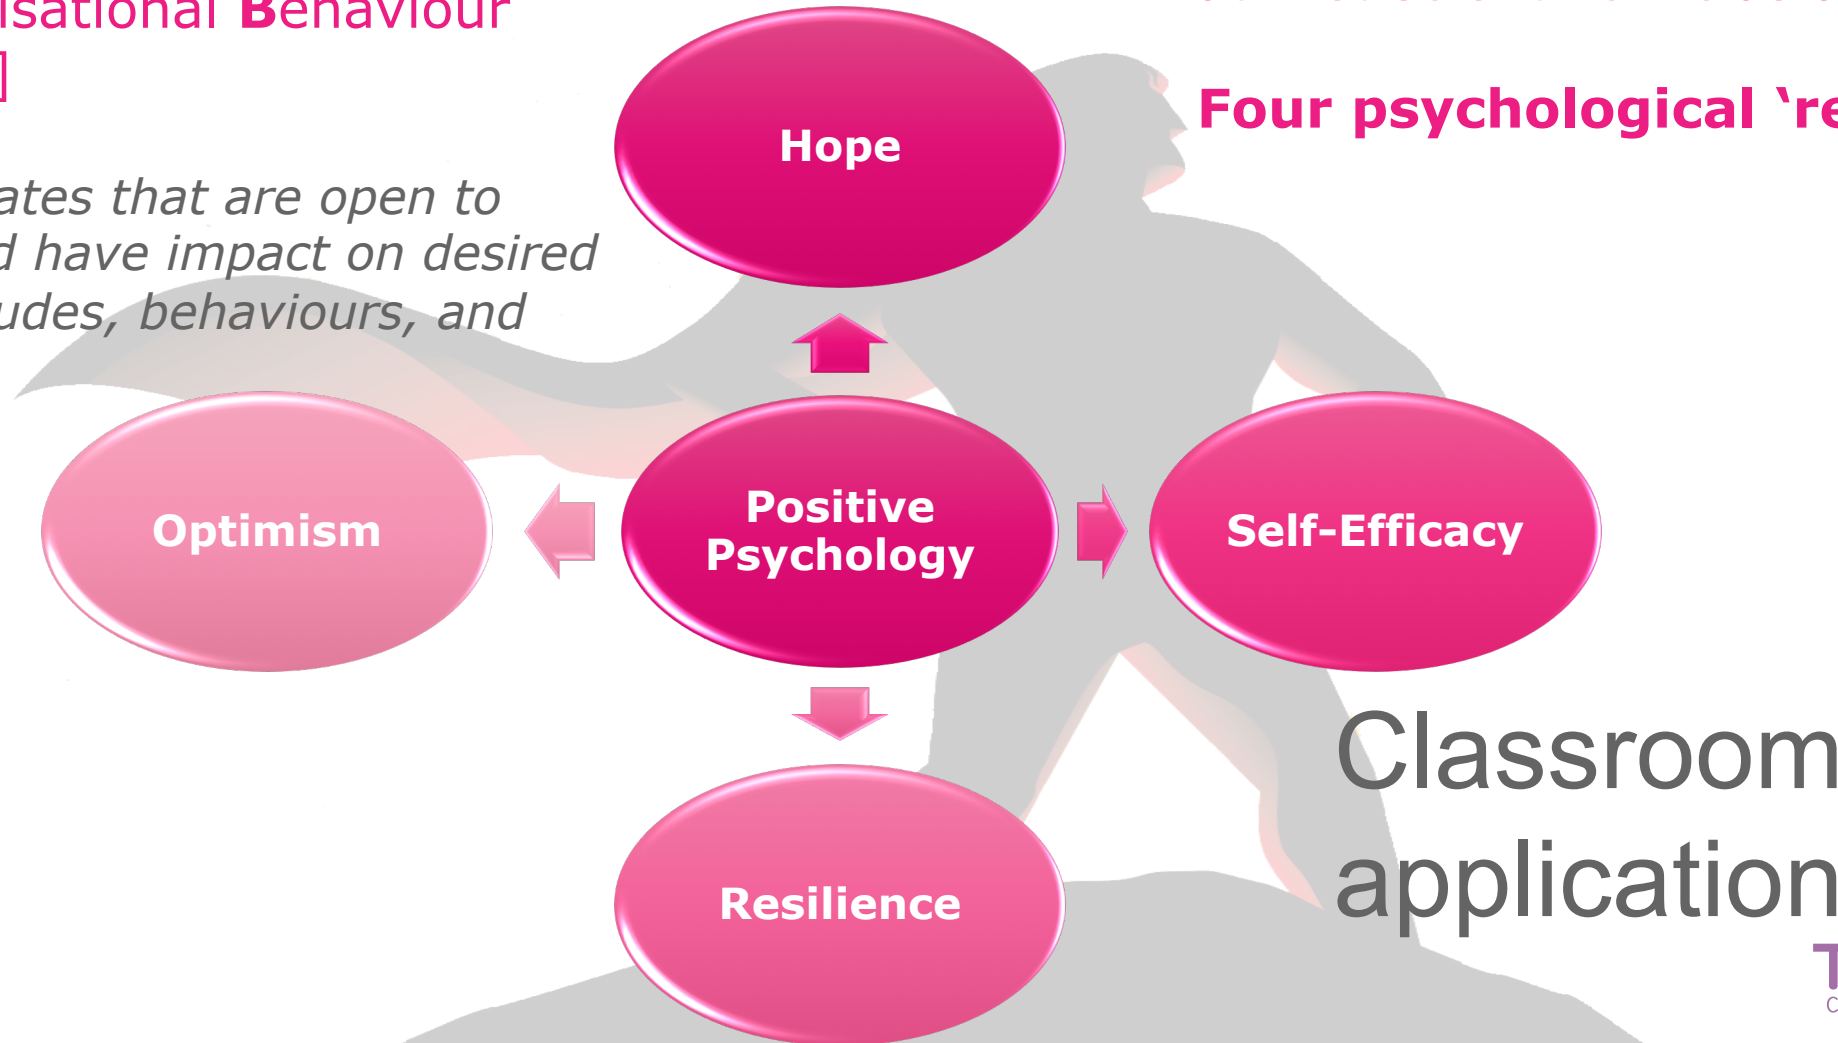 isational Behaviour
]
ates that are open to
d have impact on desired
udes, behaviours, and
Four psychological ‘re
Hope
Optimism
Positive
Psychology
Self-Efficacy
Resilience
Classroom
application
T
C